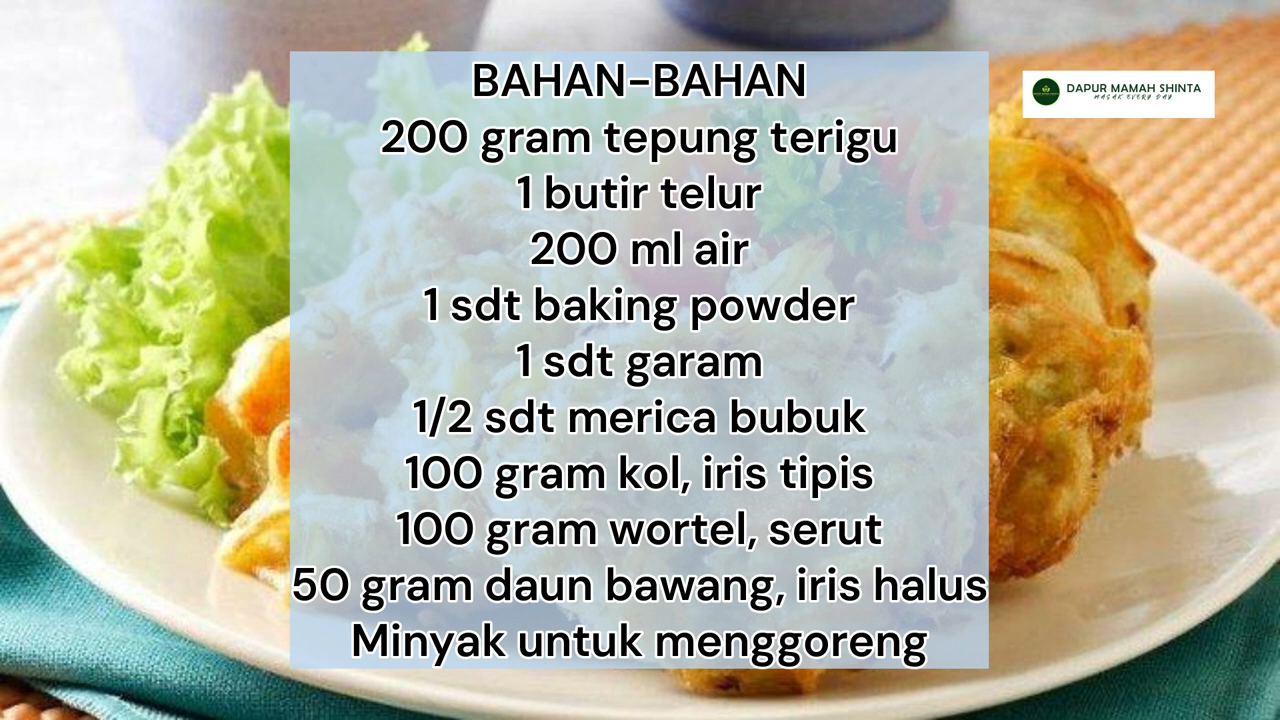 BAHAN-BAHAN
200 gram tepung terigu
1 butir telur
200 ml air
1 sdt baking powder
1 sdt garam
1/2 sdt merica bubuk
100 gram kol, iris tipis
100 gram wortel, serut
50 gram daun bawang, iris halus
Minyak untuk menggoreng
DAPUR MAMAH SHINTA
MASAK EVERY DAY